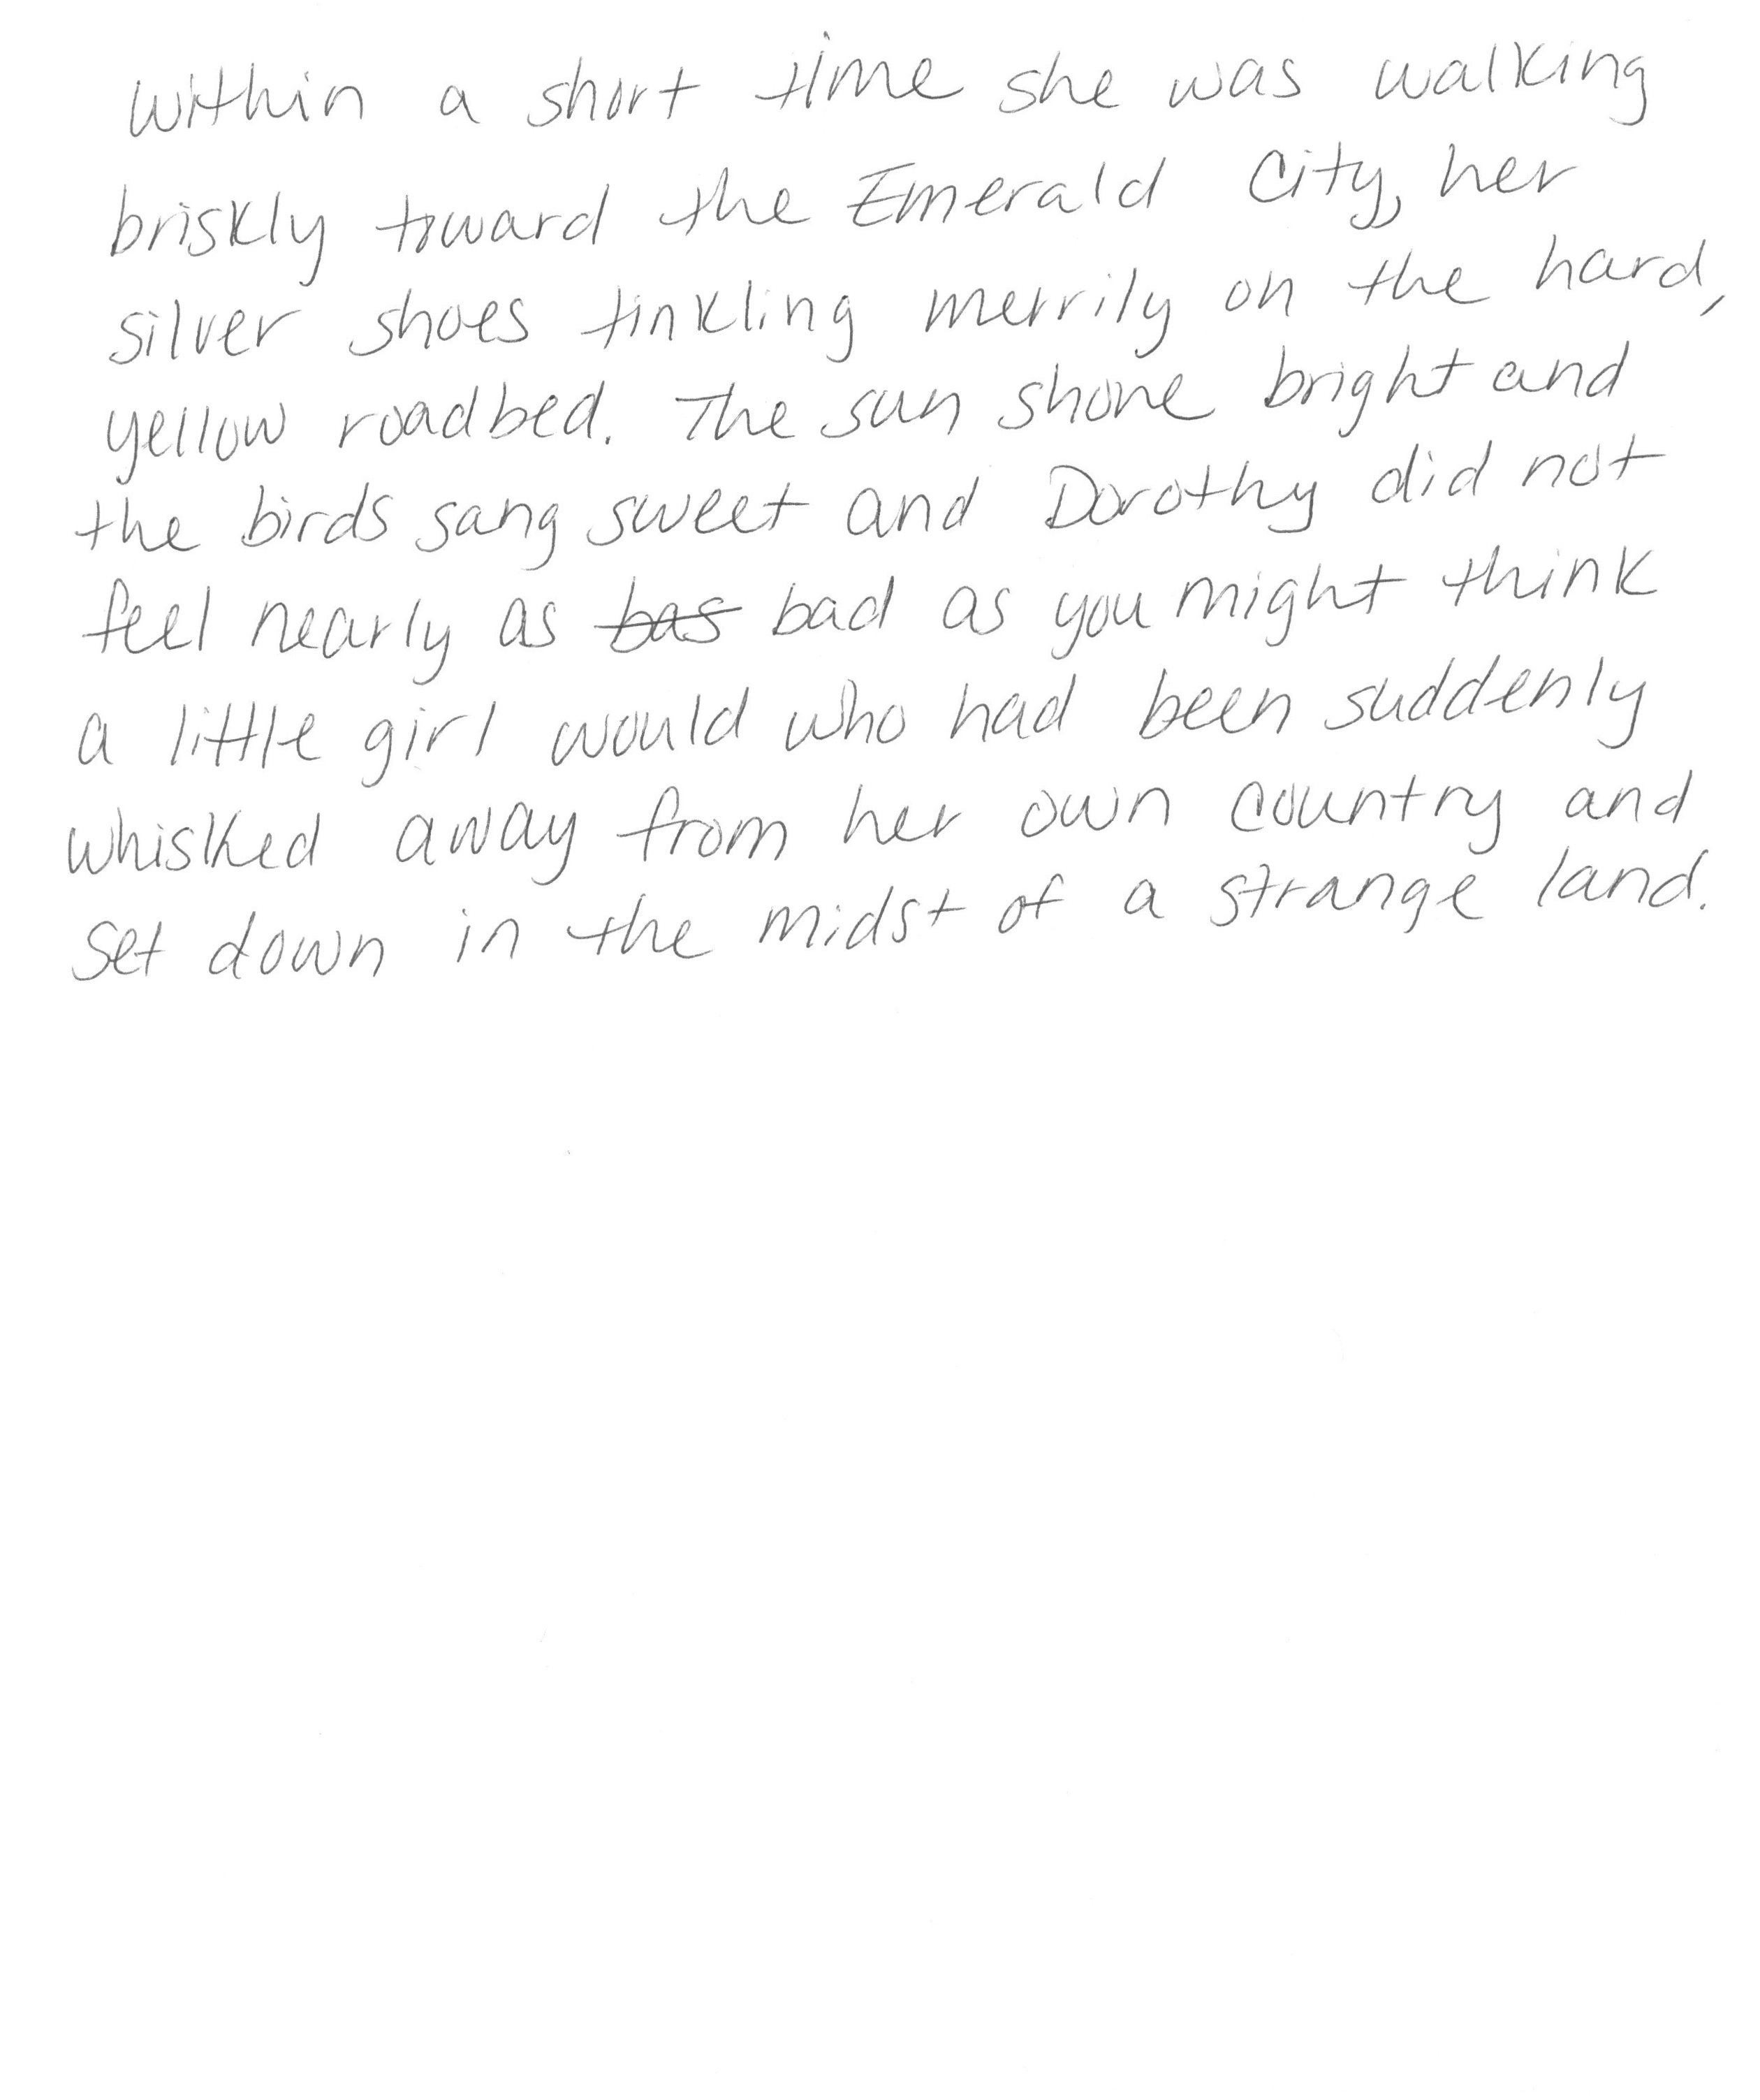 Within a short time she was walking
briskly toward the Emerald City, her
silver shoes tinkling merrily on the hard,
yellow roadbed. The sun shone bright and
the birds sang sweet and Dorothy did not
feel nearly as bas bad as you might think
a little girl would who had been suddenly
whisked away from her own country and
set down in the midst of a strange land.